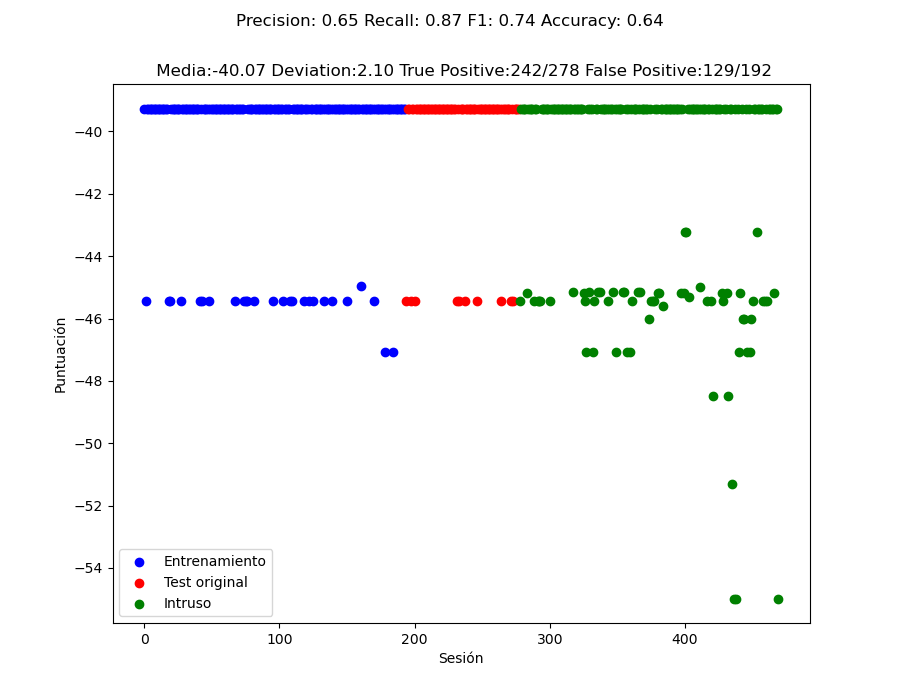 Precision: 0.65 Recall: 0.87 F1: 0.74 Accuracy: 0.64
Media:-40.07 Deviation:2.10 True Positive:242/278 False Positive:129/192
−40
−42
−44
−46
−48
−50
−52
−54
Puntuación
Entrenamiento
Test original
Intruso
0 100 200 300 400
Sesión